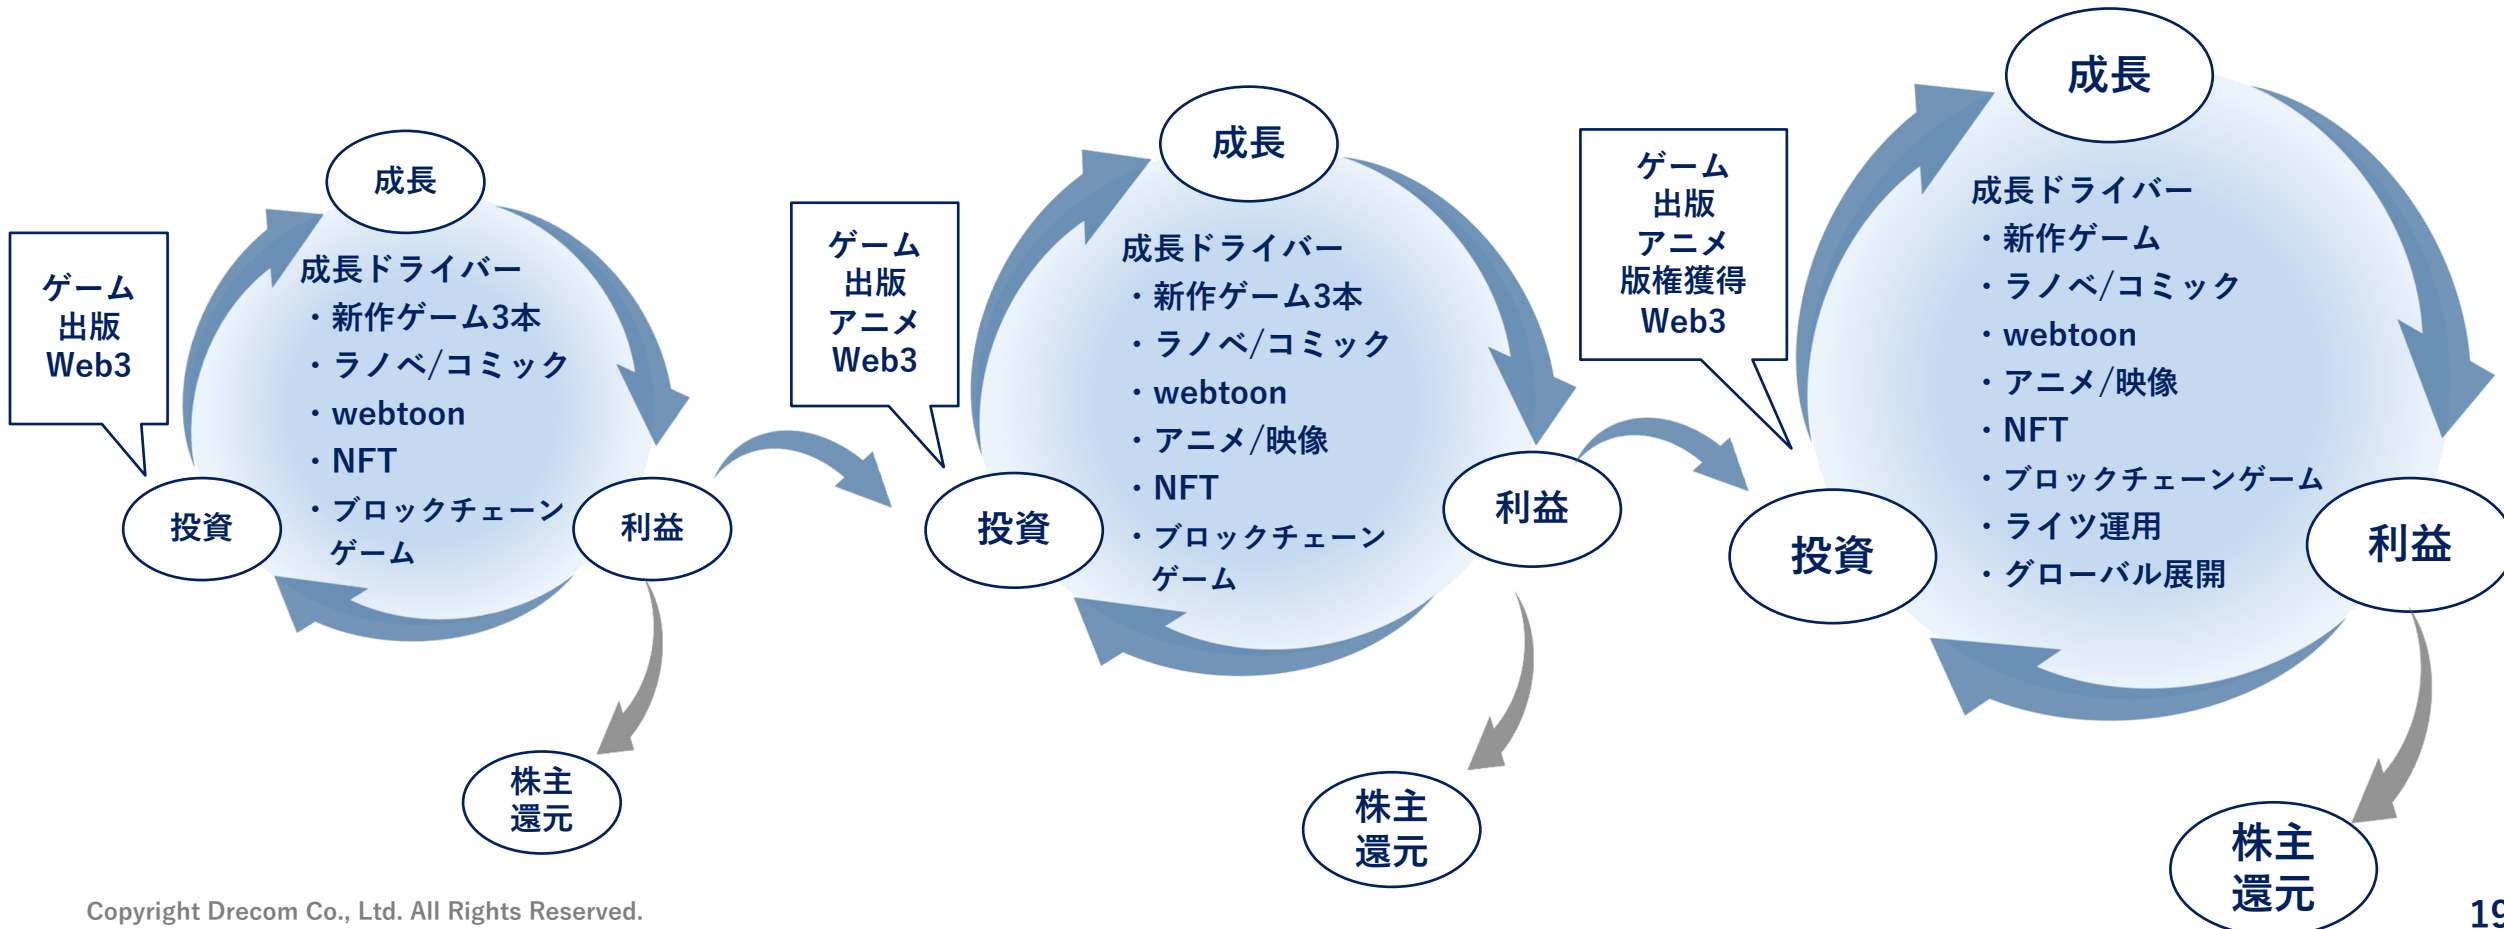 成長
ゲーム
出版
Web3
成長ドライバー
・新作ゲーム3本
・ラノベ/コミック
・webtoon
・NFT
・ブロックチェーン
ゲーム
投資
利益
株主
還元
成長
ゲーム
出版
アニメ
Web3
成長ドライバー
・新作ゲーム3本
・ラノベ/コミック
・webtoon
・アニメ/映像
・NFT
・ブロックチェーン
ゲーム
投資
利益
株主
還元
成長
ゲーム
出版
アニメ
版権獲得
Web3
成長ドライバー
・新作ゲーム
・ラノベ/コミック
・webtoon
・アニメ/映像
・NFT
・ブロックチェーンゲーム
・ライツ運用
・グローバル展開
投資
利益
株主
還元
Copyright Drecom Co., Ltd. All Rights Reserved.
19